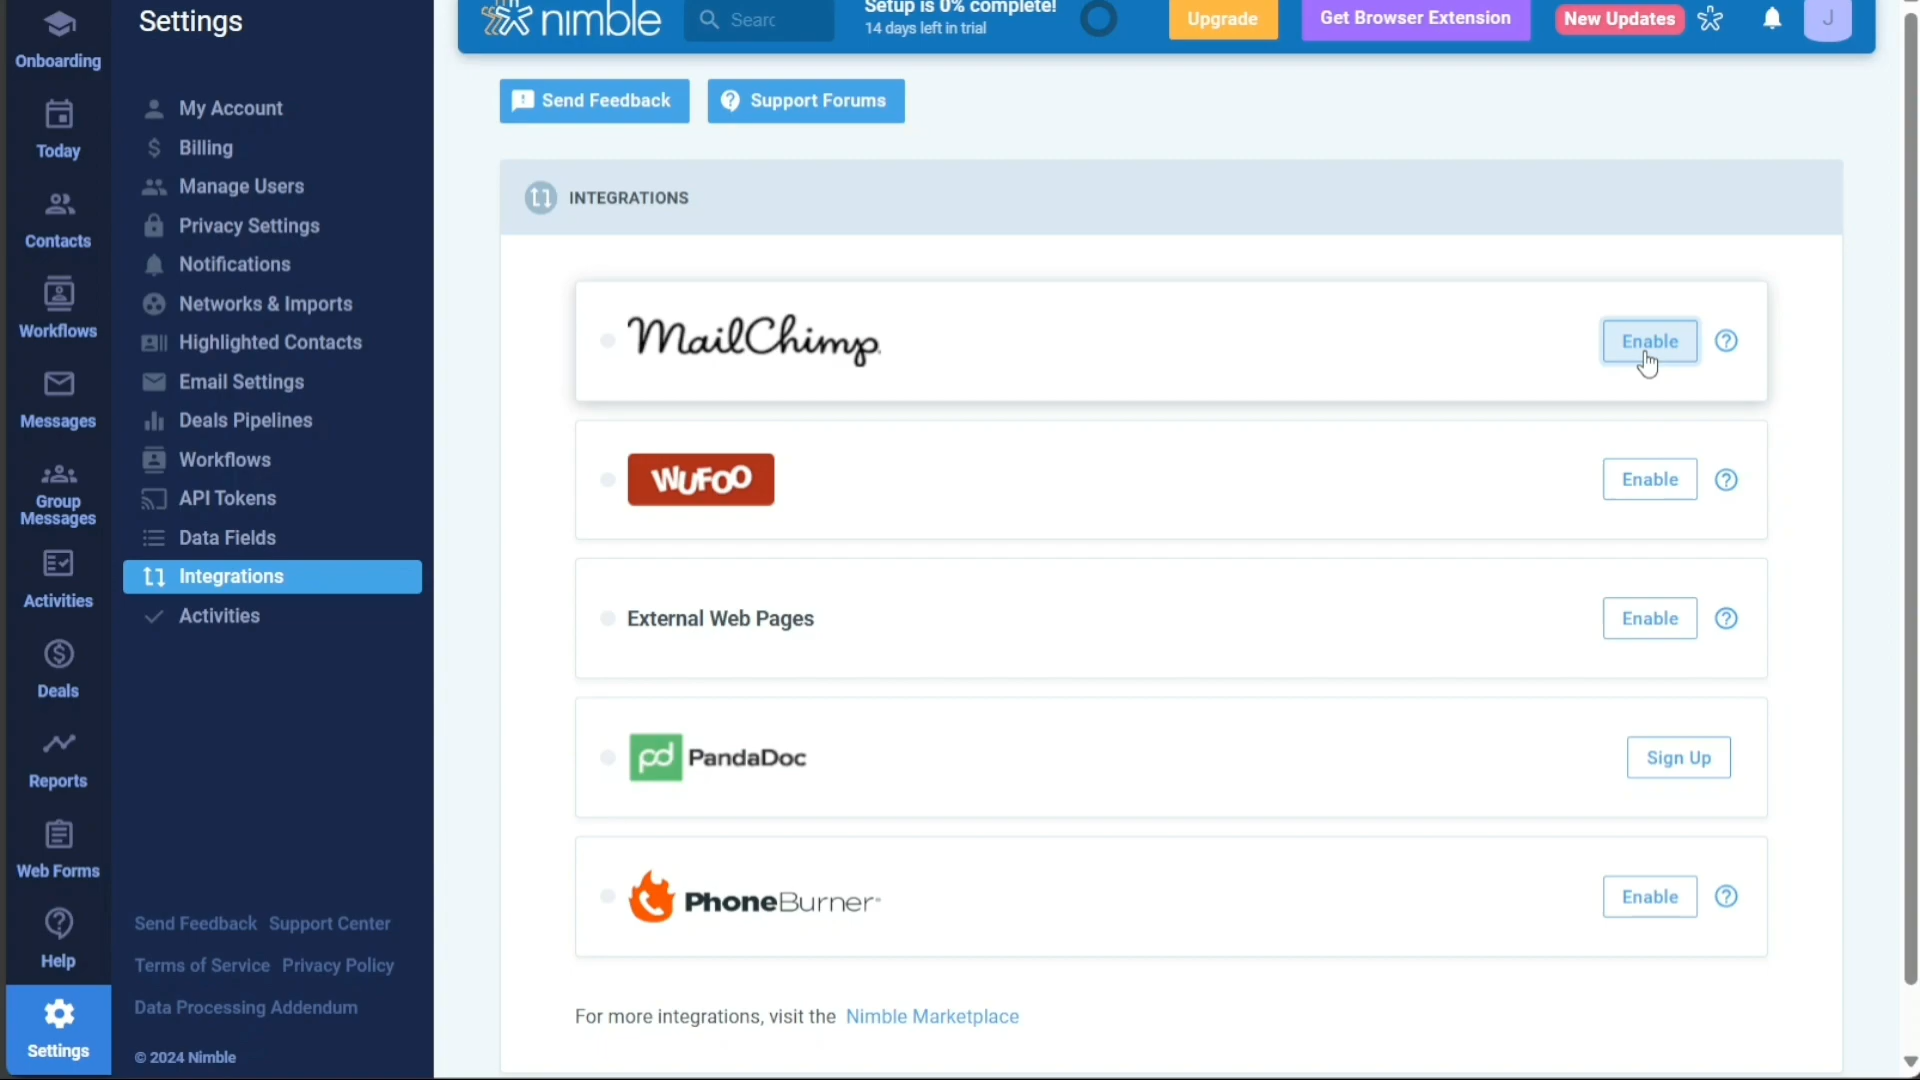 Onboarding
Today
Contacts
Workflows
Messages
Group
Messages
Activities
Deals
Reports
Web Forms
Help
Settings
Settings
My Account
Billing
Manage Users
Privacy Settings
Notifications
Networks & Imports
Highlighted Contacts
Email Settings
Deals Pipelines
Workflows
API Tokens
Data Fields
Integrations
Activities
Send Feedback Support Center
Terms of Service Privacy Policy
Data Processing Addendum
© 2024 Nimble
nimble
Searc
Setup is 0% complete!
14 days left in trial
Upgrade
Get Browser Extension
New Updates
J
Send Feedback
Support Forums
INTEGRATIONS
MailChimp
Enable
WUFOO
Enable
External Web Pages
Enable
pd PandaDoc
Sign Up
PhoneBurner
Enable
For more integrations, visit the Nimble Marketplace